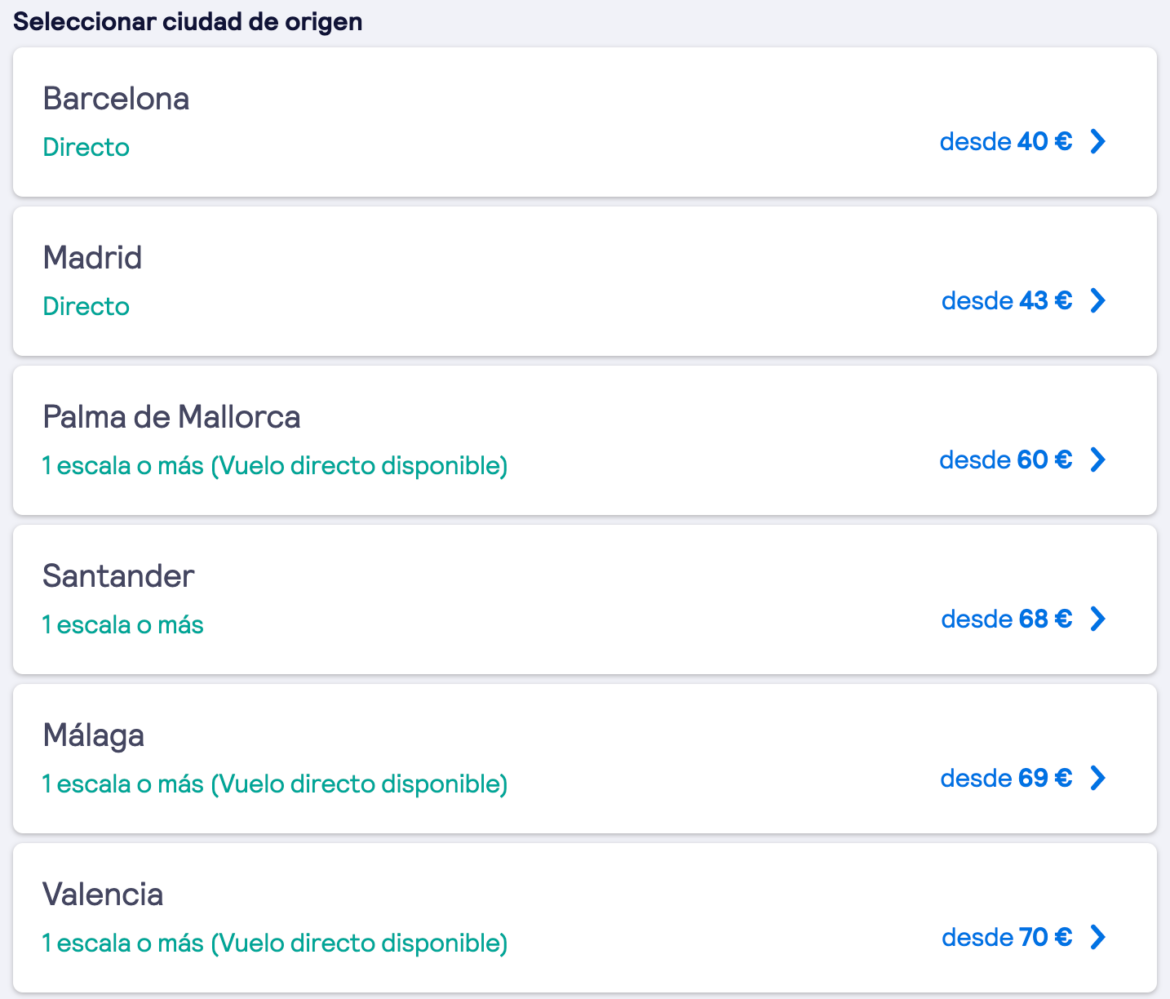 Seleccionar ciudad de origen
Barcelona
Directo
desde 40 €
Madrid
Directo
desde 43 €
Palma de Mallorca
1 escala o más (Vuelo directo disponible)
desde 60 €
Santander
1 escala o más
desde 68 €
Málaga
1 escala o más (Vuelo directo disponible)
desde 69 €
Valencia
1 escala o más (Vuelo directo disponible)
desde 70 €